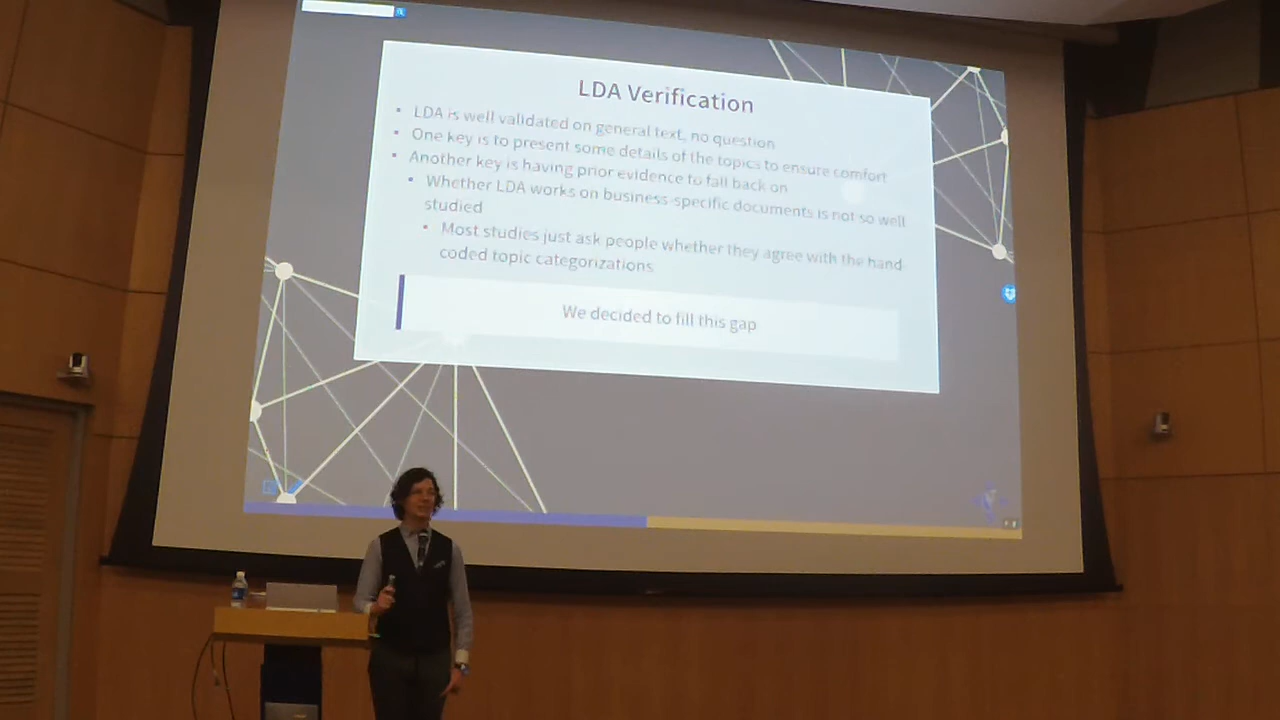 LDA Verification
LDA is well validated on general text, no question
One key is to present some details of the topics to ensure comfort
Another key is having prior evidence to fall back on
Whether LDA works on business-specific documents is not so well
studied
Most studies just ask people whether they agree with the hand-
coded topic categorizations
We decided to fill this gap